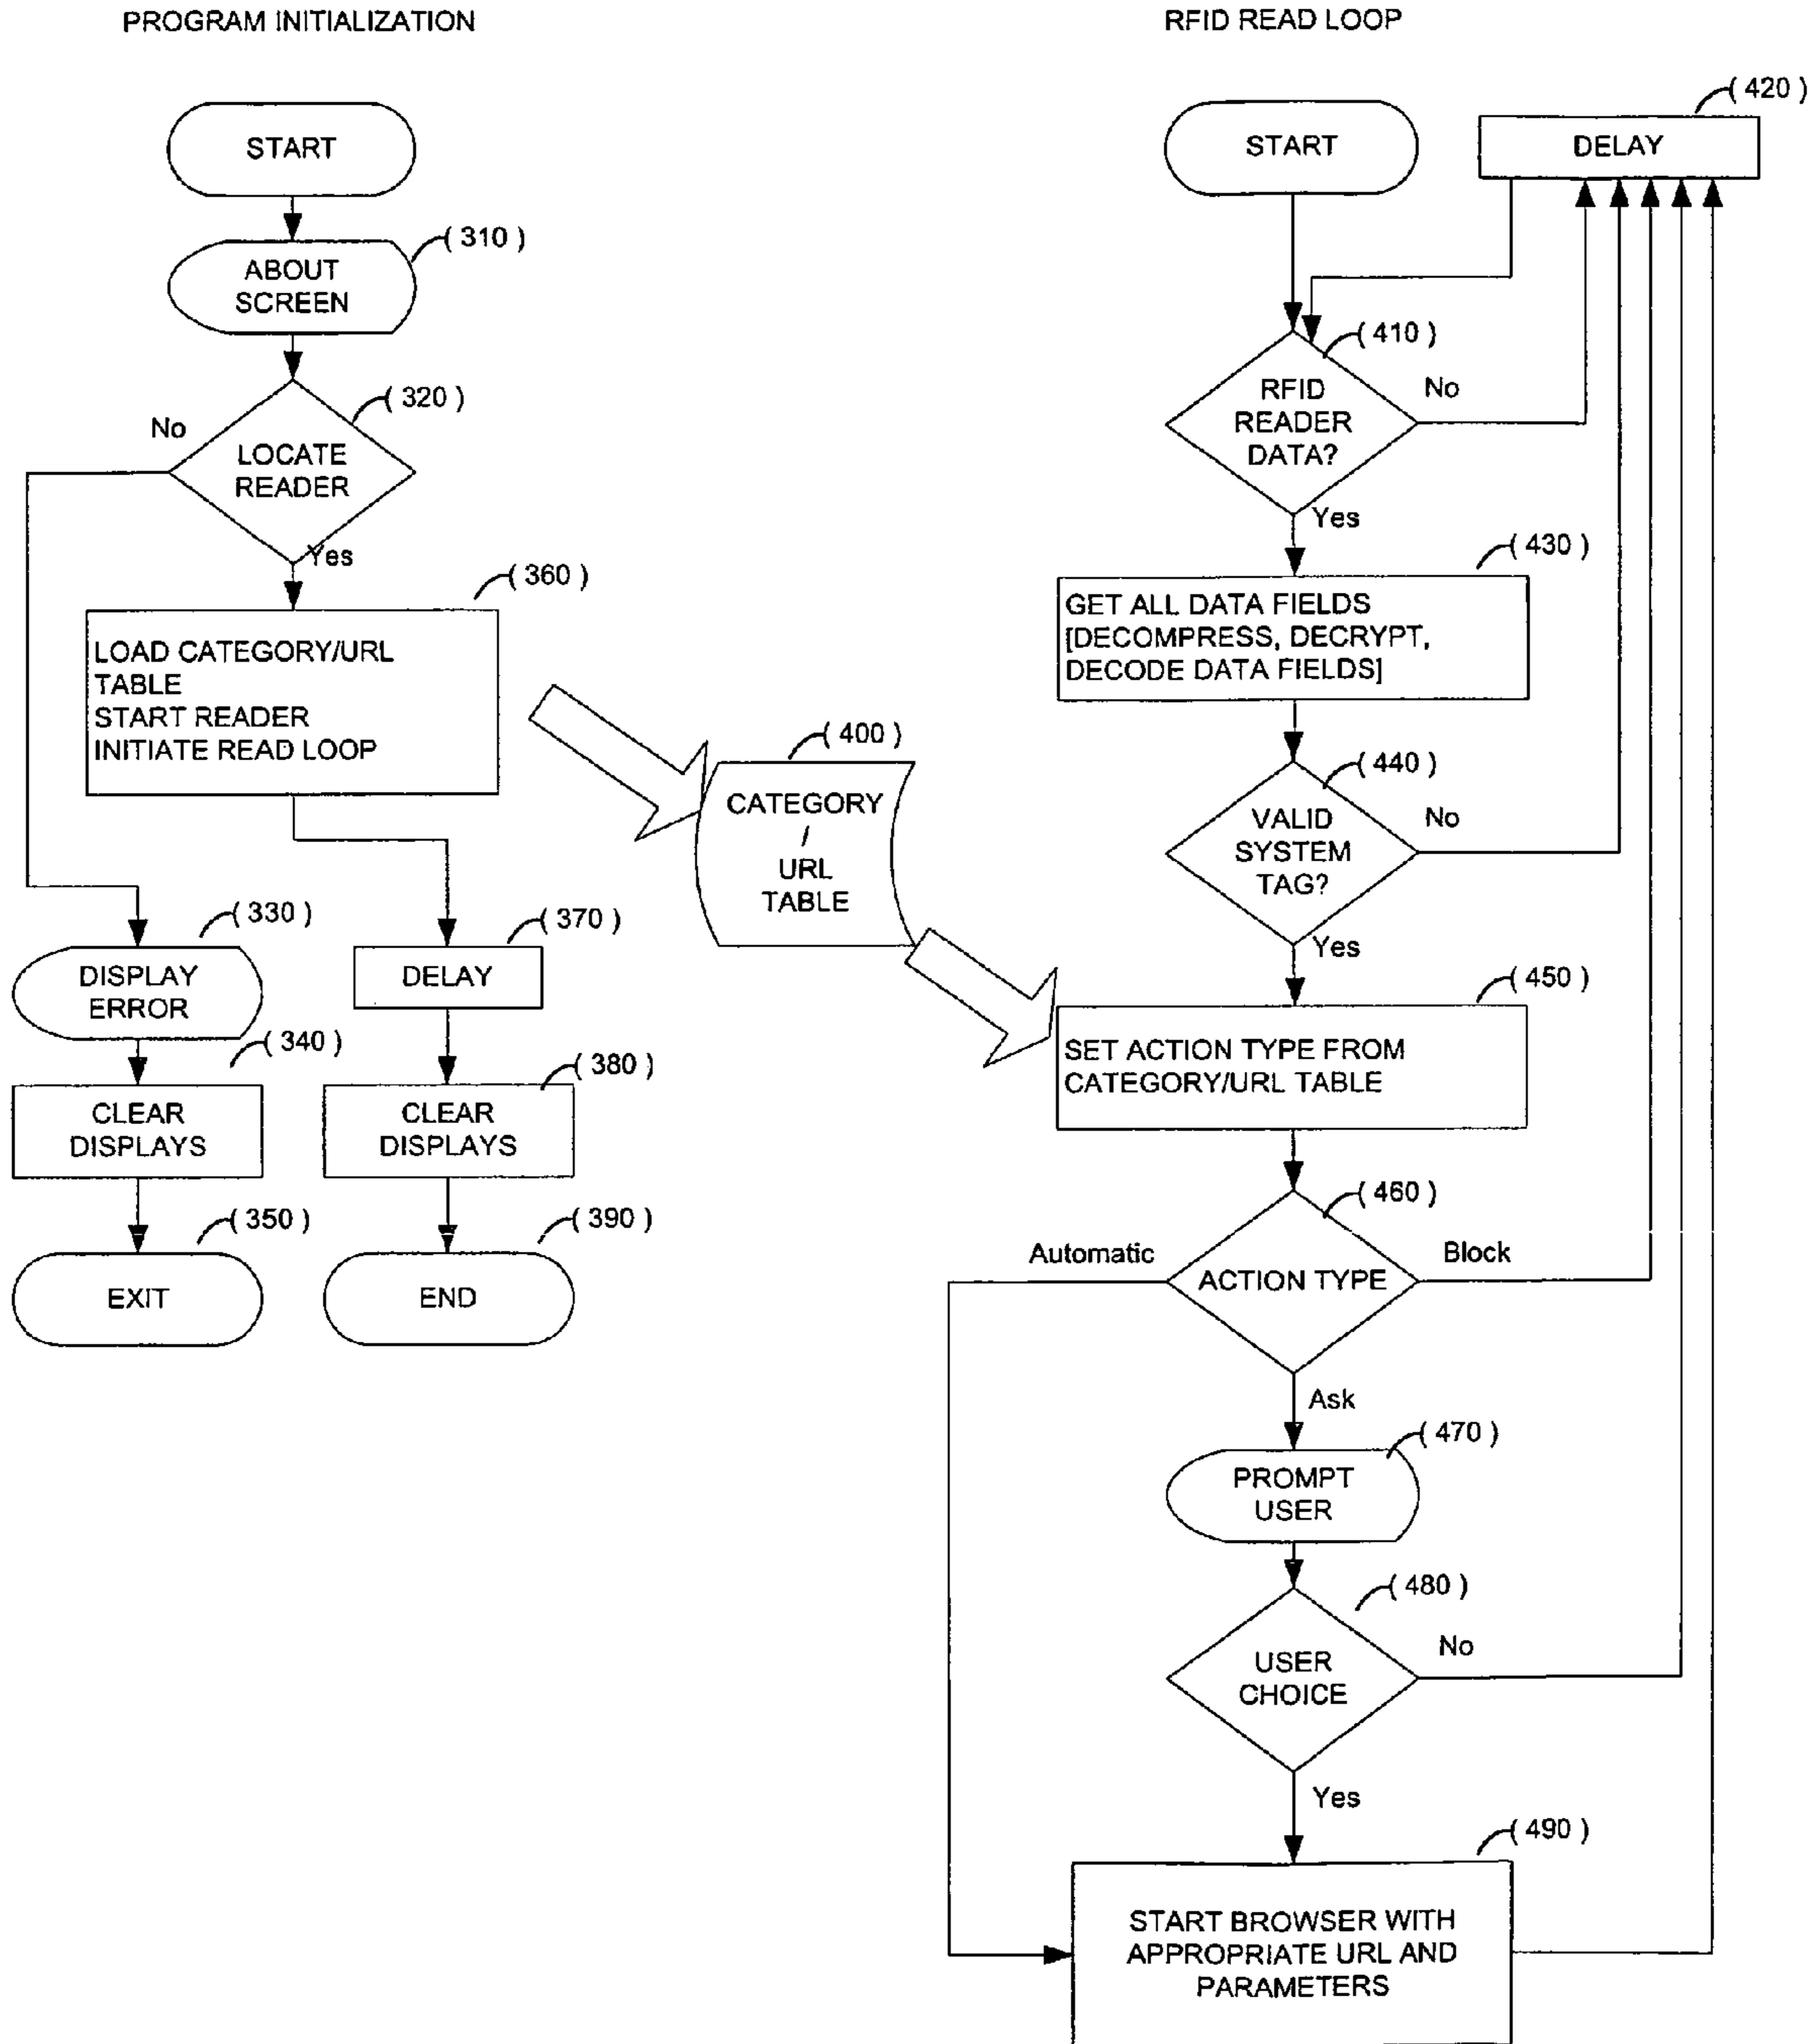 PROGRAM INITIALIZATION
START
( 310 )
ABOUT
SCREEN
( 320 )
No
LOCATE
READER
Yes
( 360 )
LOAD CATEGORY/URL
TABLE
START READER
INITIATE READ LOOP
( 330 )
DISPLAY
ERROR
( 340 )
CLEAR
DISPLAYS
( 350 )
EXIT
( 370 )
DELAY
( 380 )
CLEAR
DISPLAYS
( 390 )
END
( 400 )
CATEGORY
/
URL
TABLE
RFID READ LOOP
START
( 420 )
DELAY
( 410 )
RFID
READER
DATA?
No
Yes
( 430 )
GET ALL DATA FIELDS
[DECOMPRESS, DECRYPT,
DECODE DATA FIELDS]
( 440 )
VALID
SYSTEM
TAG?
No
Yes
( 450 )
SET ACTION TYPE FROM
CATEGORY/URL TABLE
( 460 )
Automatic
ACTION TYPE
Block
Ask
( 470 )
PROMPT
USER
( 480 )
USER
CHOICE
No
Yes
( 490 )
START BROWSER WITH
APPROPRIATE URL AND
PARAMETERS